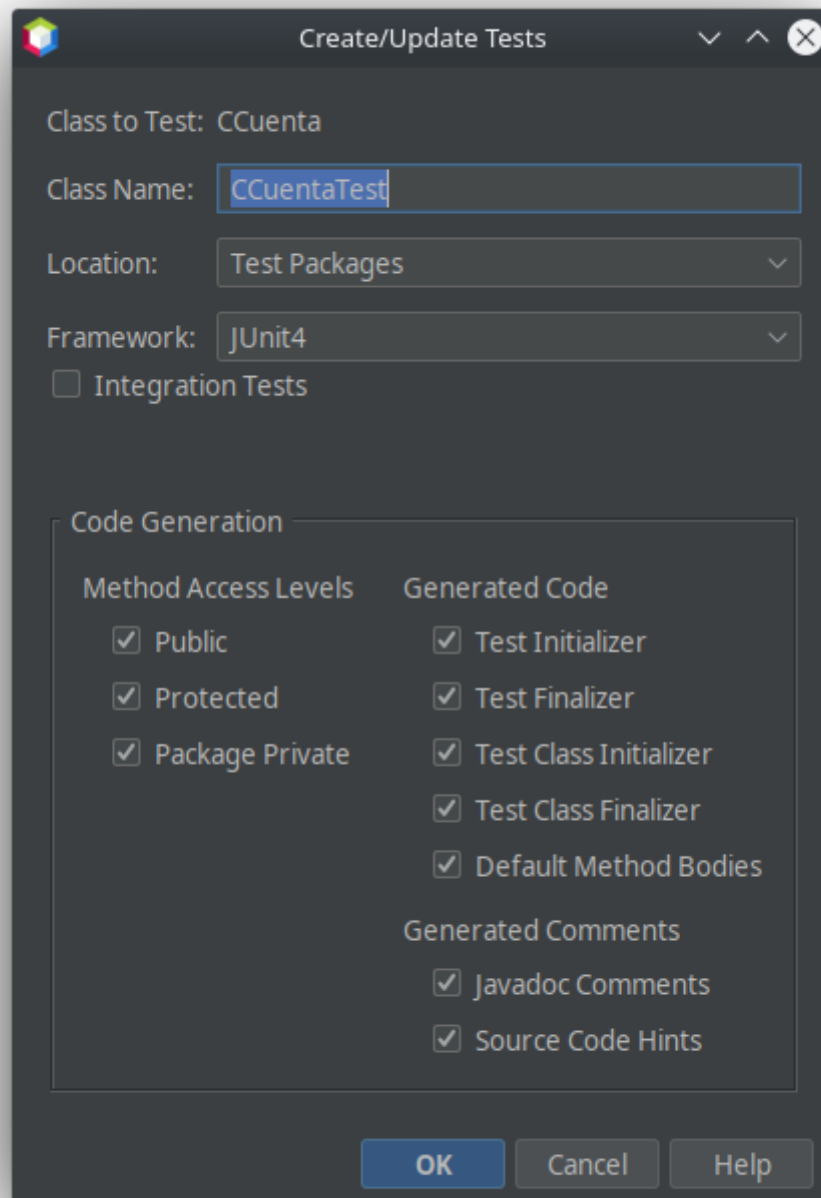 Create/Update Tests
Class to Test: CCuenta
Class Name: CCuentaTest
Location: Test Packages
Framework: JUnit4
Integration Tests
Code Generation
Method Access Levels
Public
Protected
Package Private
Generated Code
Test Initializer
Test Finalizer
Test Class Initializer
Test Class Finalizer
Default Method Bodies
Generated Comments
Javadoc Comments
Source Code Hints
OK Cancel Help